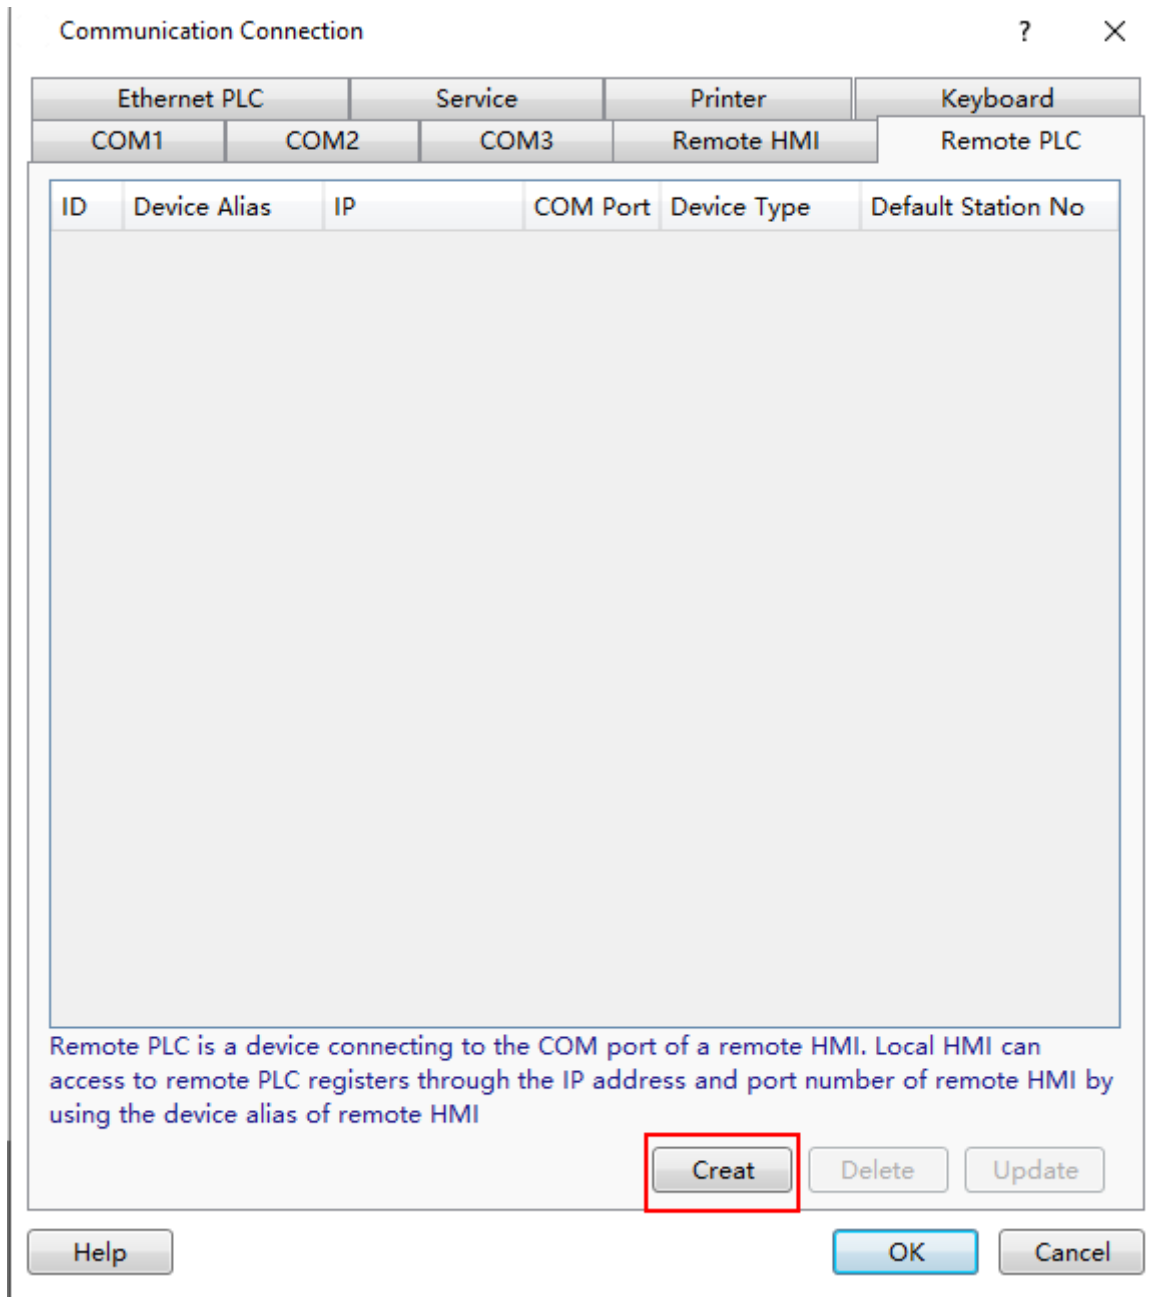 Communication Connection ? ×
Ethernet PLC Service Printer Keyboard
COM1 COM2 COM3 Remote HMI Remote PLC
ID Device Alias IP COM Port Device Type Default Station No
Remote PLC is a device connecting to the COM port of a remote HMI. Local HMI can
access to remote PLC registers through the IP address and port number of remote HMI by
using the device alias of remote HMI
Creat Delete Update
Help OK Cancel